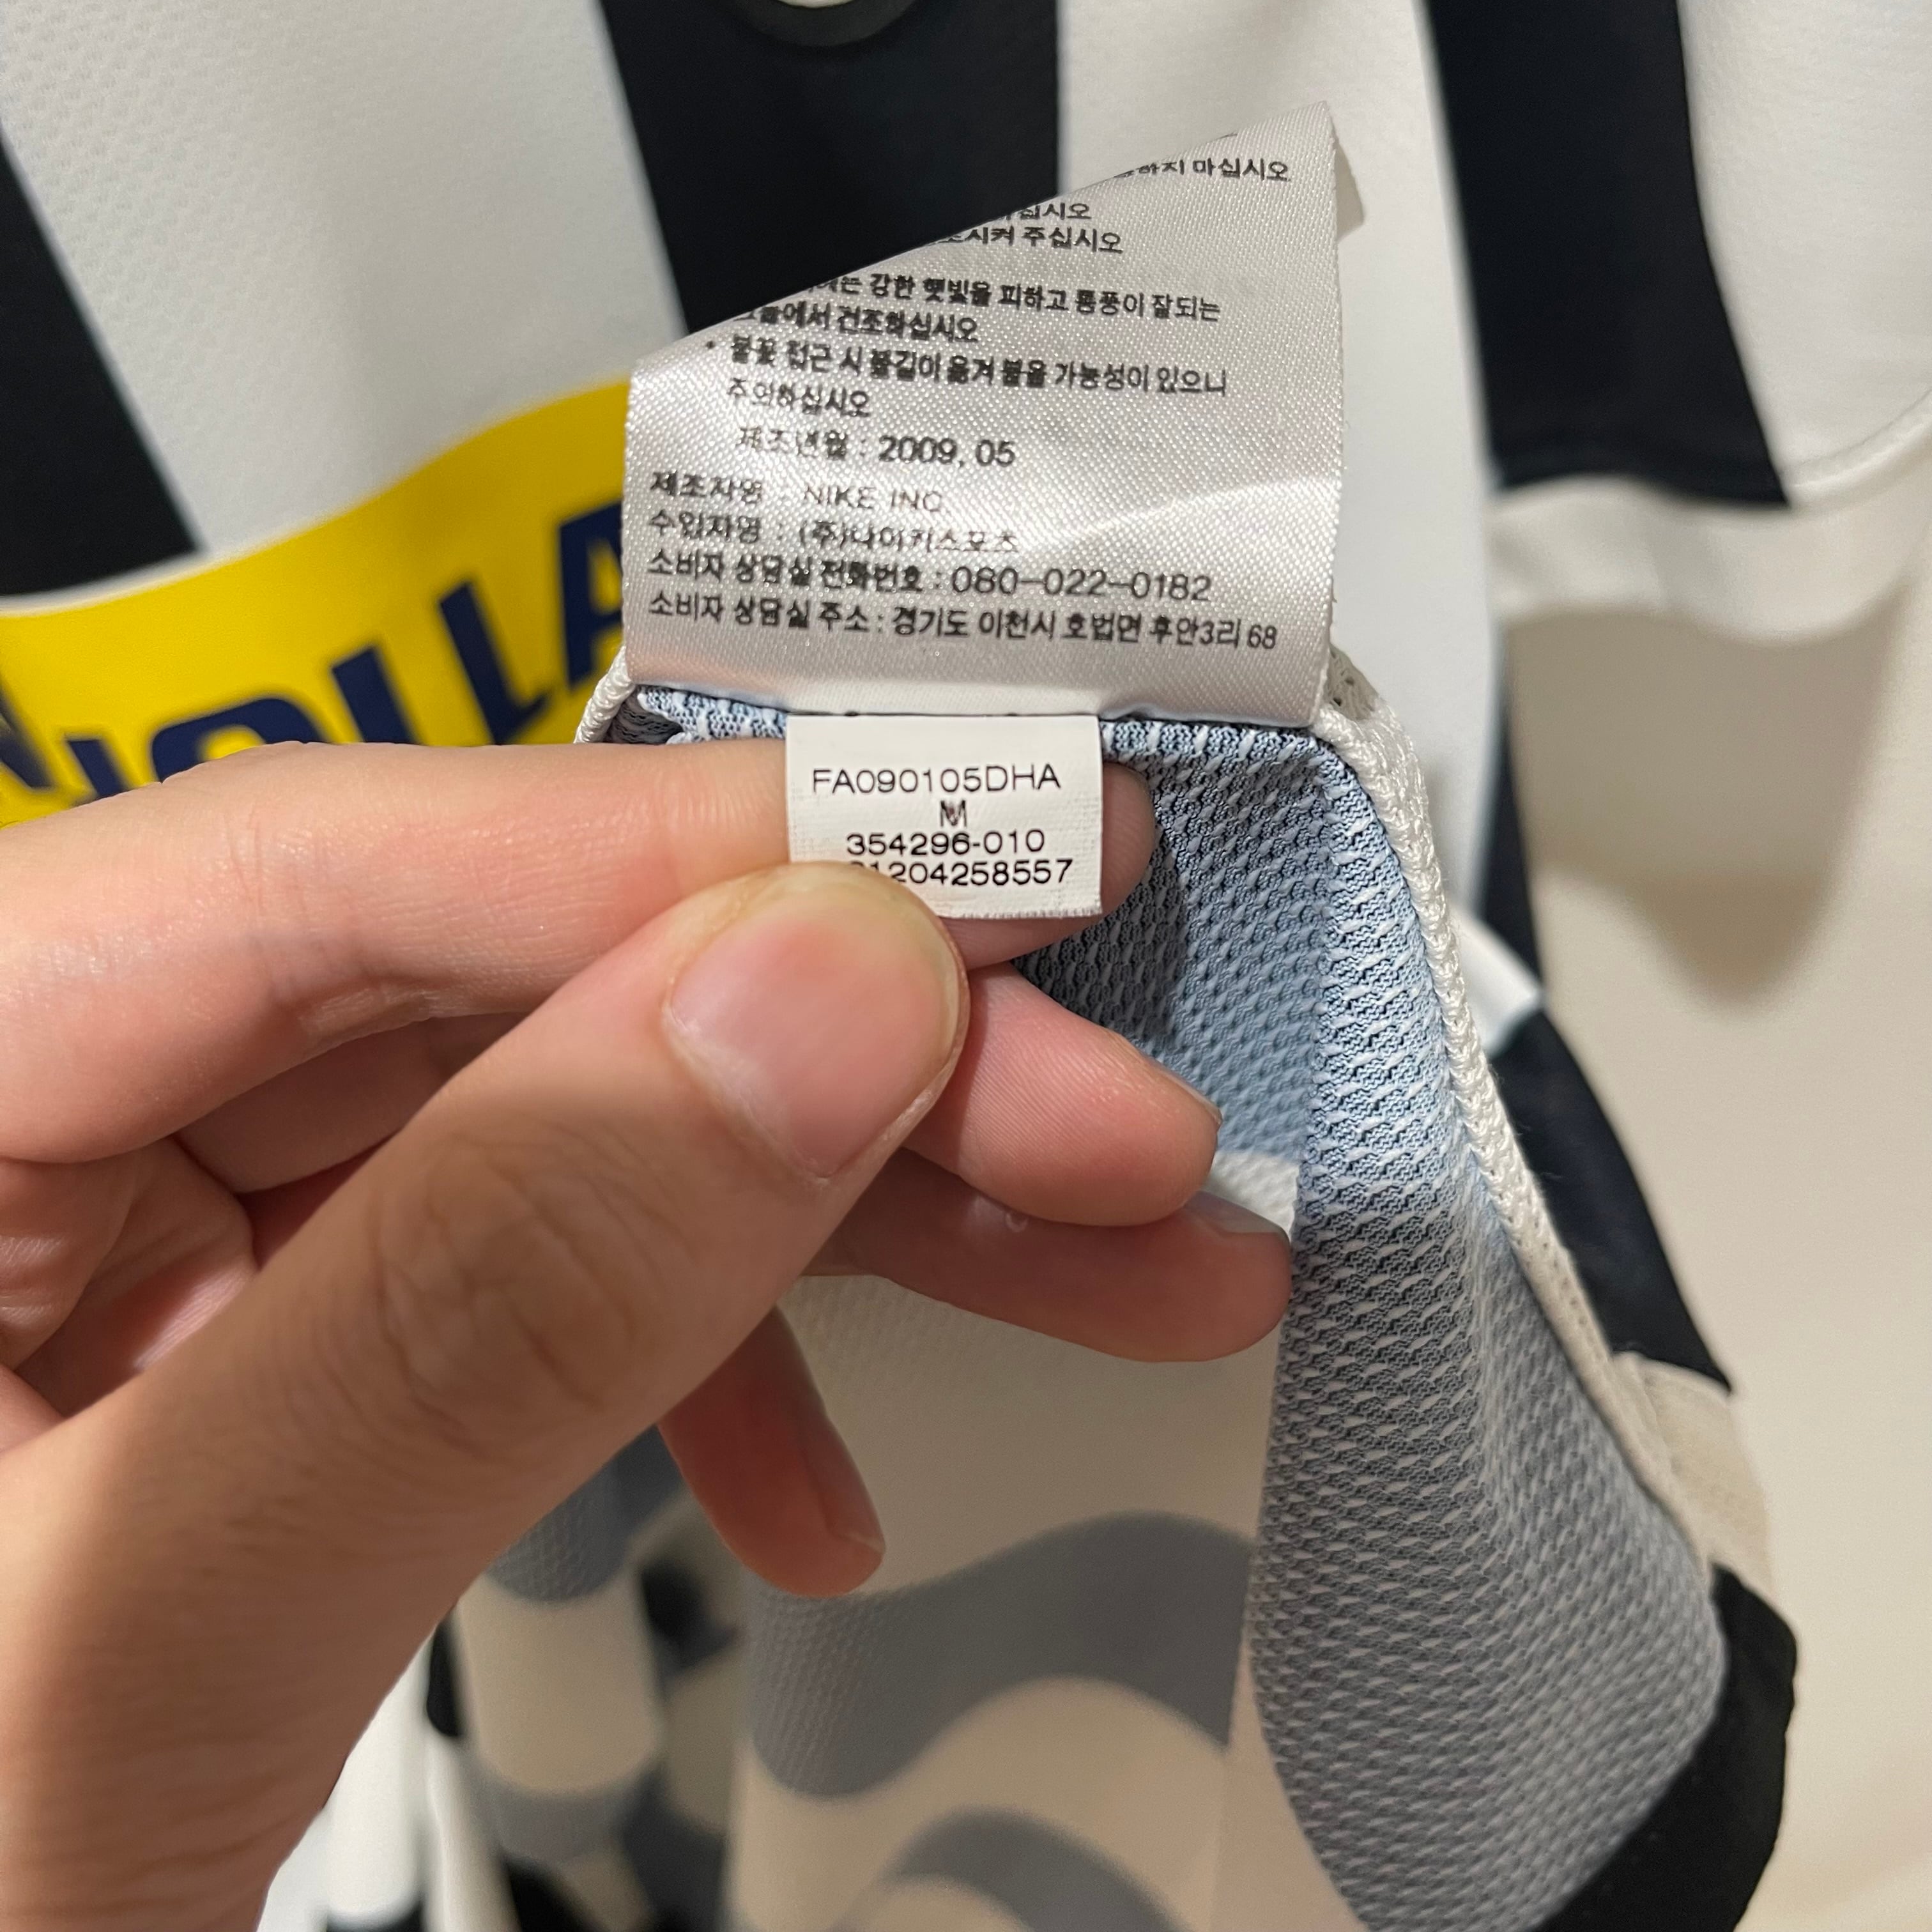 하지 마십시오
십시오
시켜 주십시오
강한 햇빛을 피하고 통풍이 잘되는
그늘에서 건조하십시오
• 불꽃 접근 시 불길이 옮겨 붙을 가능성이 있으니
주의하십시오
제조년월 : 2009. 05
제조자명 : NIKE INC
수입자명 : (주)나이키스포츠
소비자 상담실 전화번호 : 080-022-0182
소비자 상담실 주소 : 경기도 이천시 호법면 후안3리 68
FA090105DHA
M
354296-010
1204258557